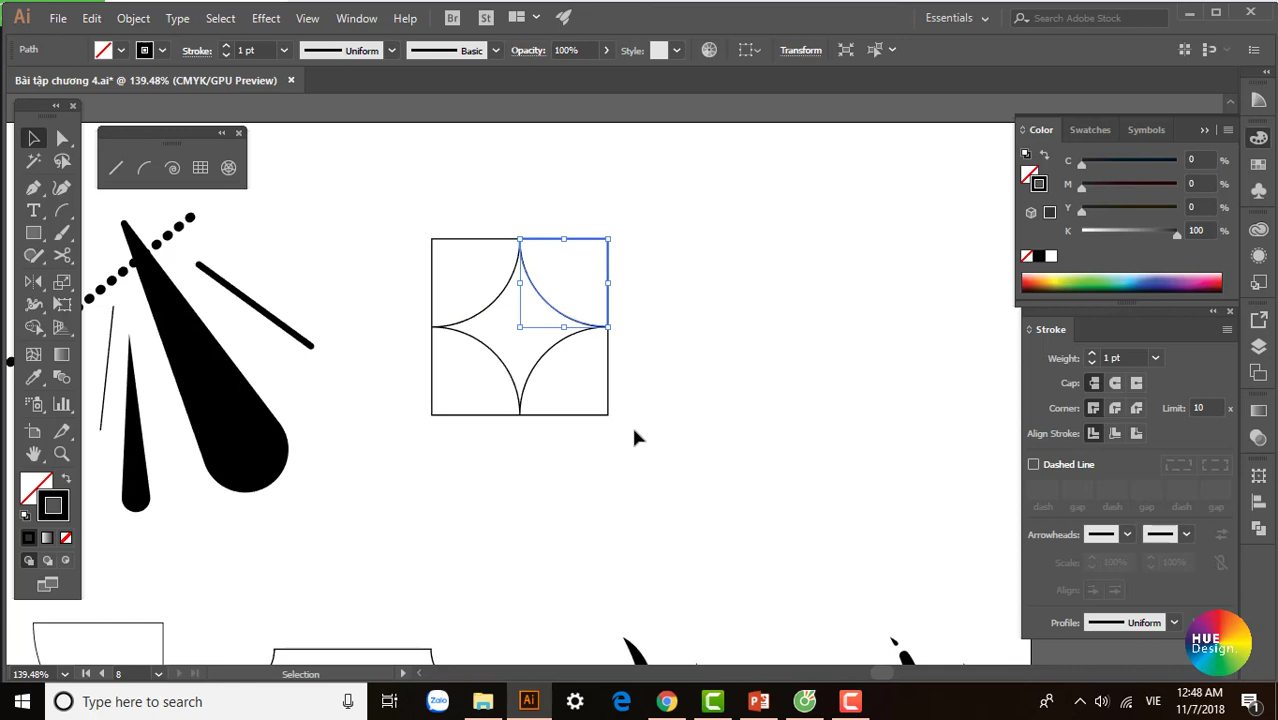 Ai File Edit Object Type Select Effect View Window Help Br St Essentials Search Adobe Stock
Path Stroke: 1 pt Uniform Basic Opacity: 100% Style: Transform
Bài tập chương 4.ai* @ 139.48% (CMYK/GPU Preview)
Color Swatches Symbols
C 0 %
M 0 %
Y 0 %
K 100 %
Stroke
Weight: 1 pt
Cap:
Corner: Limit: 10 x
Align Stroke:
Dashed Line
dash gap dash gap dash gap
Arrowheads:
Scale: 100% 100%
Align:
Profile: Uniform
HUE
Design.
139.48% 8 Selection
Type here to search Zalo Ai VIE 12:48 AM
11/7/2018 1